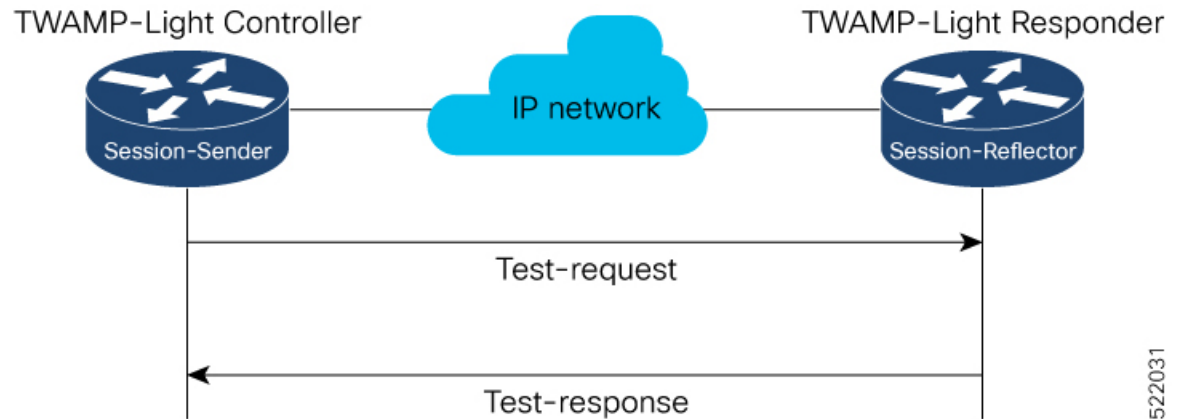 TWAMP-Light Controller
TWAMP-Light Responder
IP network
Session-Sender
Session-Reflector
Test-request
Test-response
522031